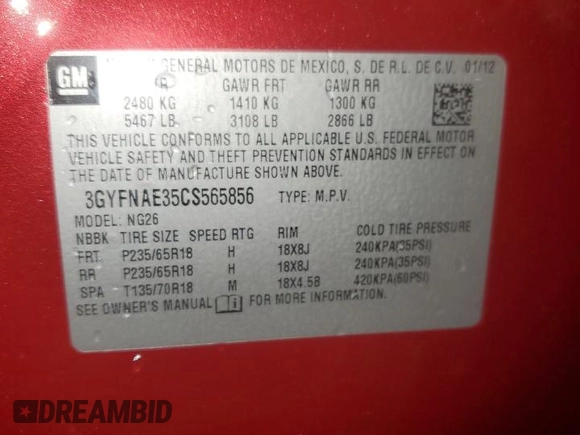 GM GENERAL MOTORS DE MEXICO, S. DE R.L. DE C.V. 01/12
GAWR FRT GAWR RR
2480 KG 1410 KG 1300 KG
5467 LB 3108 LB 2866 LB
THIS VEHICLE CONFORMS TO ALL APPLICABLE U.S. FEDERAL MOTOR
VEHICLE SAFETY AND THEFT PREVENTION STANDARDS IN EFFECT ON
THE DATE OF MANUFACTURE SHOWN ABOVE.
3GYFNAE35CS565856 TYPE: M.P.V.
MODEL: NG26
NBBK TIRE SIZE SPEED RTG RIM COLD TIRE PRESSURE
FRT P235/65R18 H 18X8J 240KPA(35PSI)
RR P235/65R18 H 18X8J 240KPA(35PSI)
SPA T135/70R18 M 18X4.5B 420KPA(60PSI)
SEE OWNER'S MANUAL FOR MORE INFORMATION.
DREAMBID